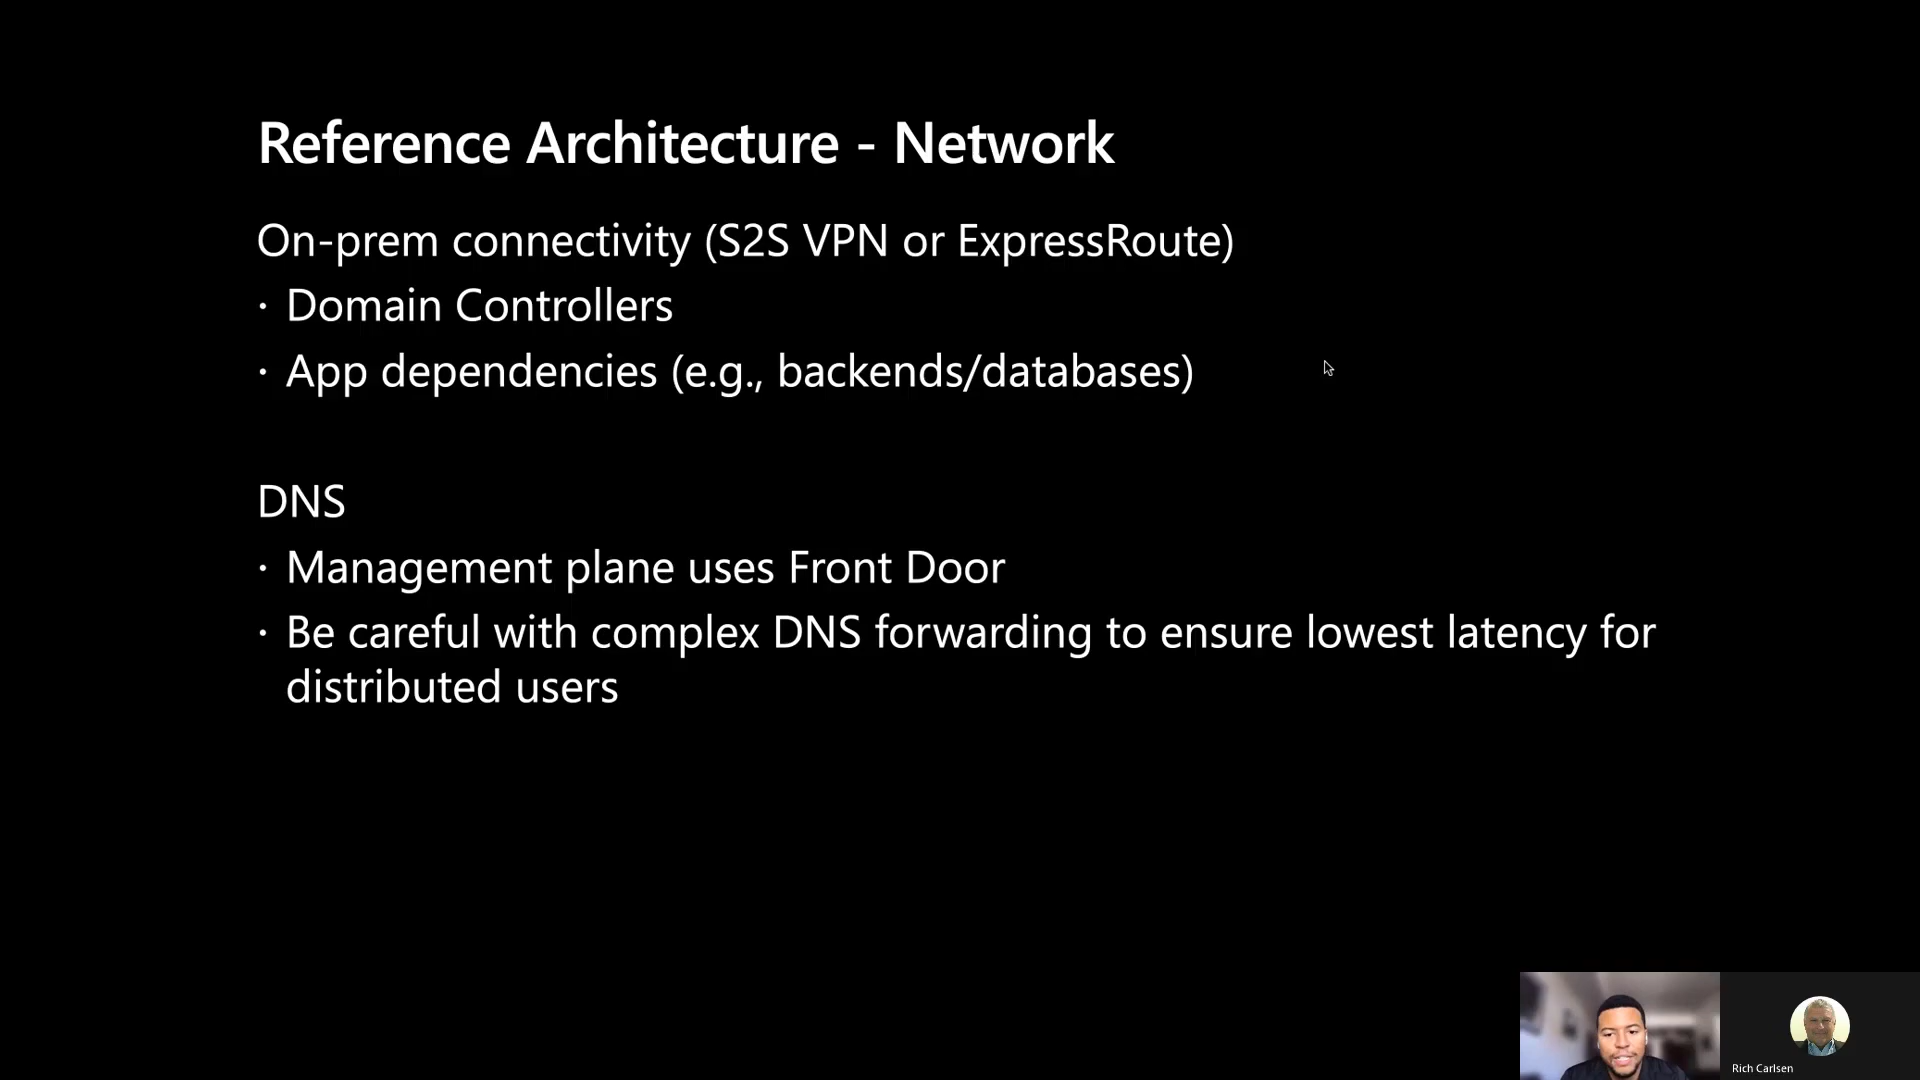 Reference Architecture - Network
On-prem connectivity (S2S VPN or ExpressRoute)
· Domain Controllers
· App dependencies (e.g., backends/databases)
DNS
· Management plane uses Front Door
· Be careful with complex DNS forwarding to ensure lowest latency for
distributed users
Rich Carlsen